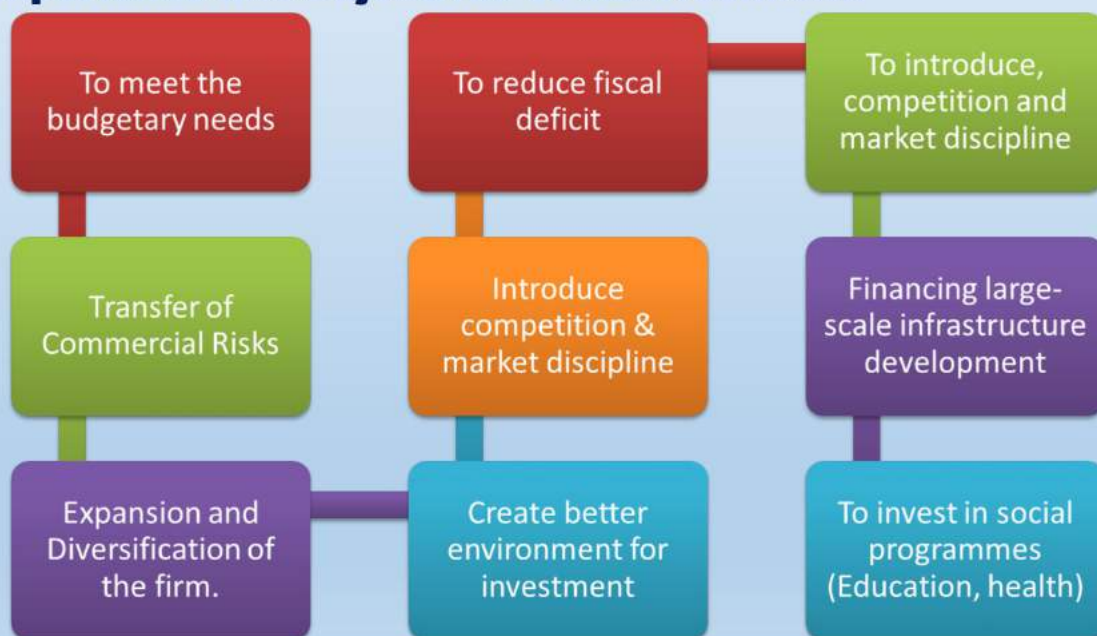 To meet the
budgetary needs
Transfer of
Commercial Risks
Expansion and
Diversification of
the firm.
Create better
environment for
investment
Introduce
competition &
market discipline
To reduce fiscal
deficit
To introduce,
competition and
market discipline
Financing large-
scale infrastructure
development
To invest in social
programmes
(Education, health)